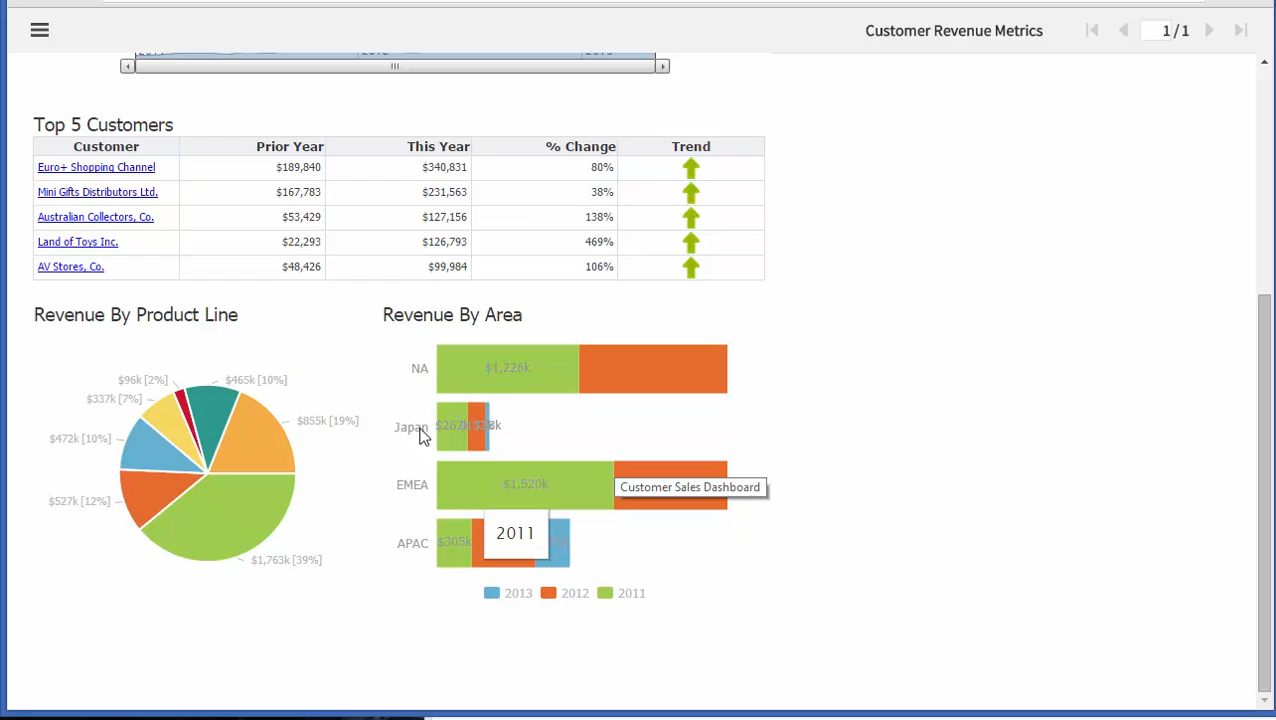 Customer Revenue Metrics 1 / 1
Top 5 Customers
Customer Prior Year This Year % Change Trend
Euro+ Shopping Channel $189,840 $340,831 80%
Mini Gifts Distributors Ltd. $167,783 $231,563 38%
Australian Collectors, Co. $53,429 $127,156 138%
Land of Toys Inc. $22,293 $126,793 469%
AV Stores, Co. $48,426 $99,984 106%
Revenue By Product Line
Revenue By Area
$96k [2%]
$465k [10%]
$337k [7%]
$855k [19%]
$472k [10%]
$527k [12%]
$1,763k [39%]
NA $1,226k
Japan
EMEA $1,520k
Customer Sales Dashboard
2011
APAC $305k
2013 2012 2011